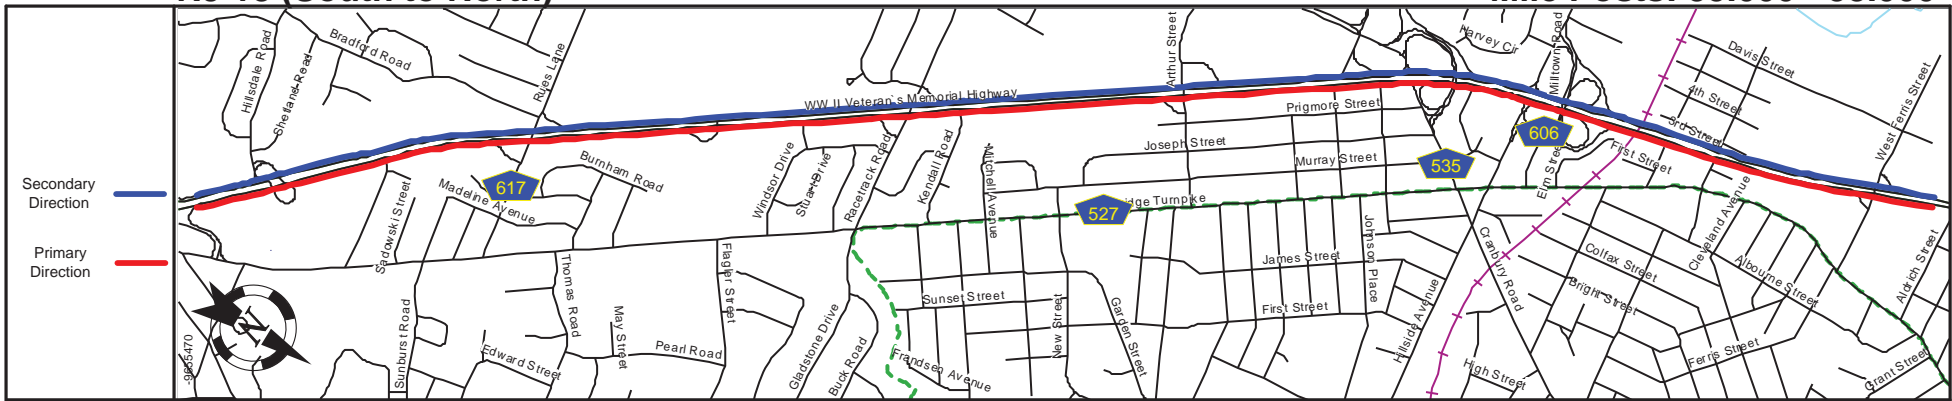 Secondary
Direction
Primary
Direction
Hillsdale Road
Shetland Road
Bradford Road
Rues Lane
WW II Veteran`s Memorial Highway
Arthur Street
Harvey Cir
Milltown Road
Davis Street
4th Street
3rd Street
West Ferris Street
Prigmore Street
Joseph Street
Murray Street
535
606
Elm Street
First Street
617
Madeline Avenue
Burnham Road
Sadowski Street
Windsor Drive
Stuart Drive
Racetrack Road
Kendall Road
Mitchell Avenue
527
idge Turnpike
Johnson Place
James Street
First Street
Cranbury Road
Cleveland Avenue
Colfax Street
Bright Street
Albourne Street
Aldrich Street
Thomas Road
May Street
Flagler Street
Sunset Street
New Street
Garden Street
Hillside Avenue
High Street
Ferris Street
Grant Street
Sunburst Road
Edward Street
Pearl Road
Gladstone Drive
Buck Road
Frandsen Avenue
N